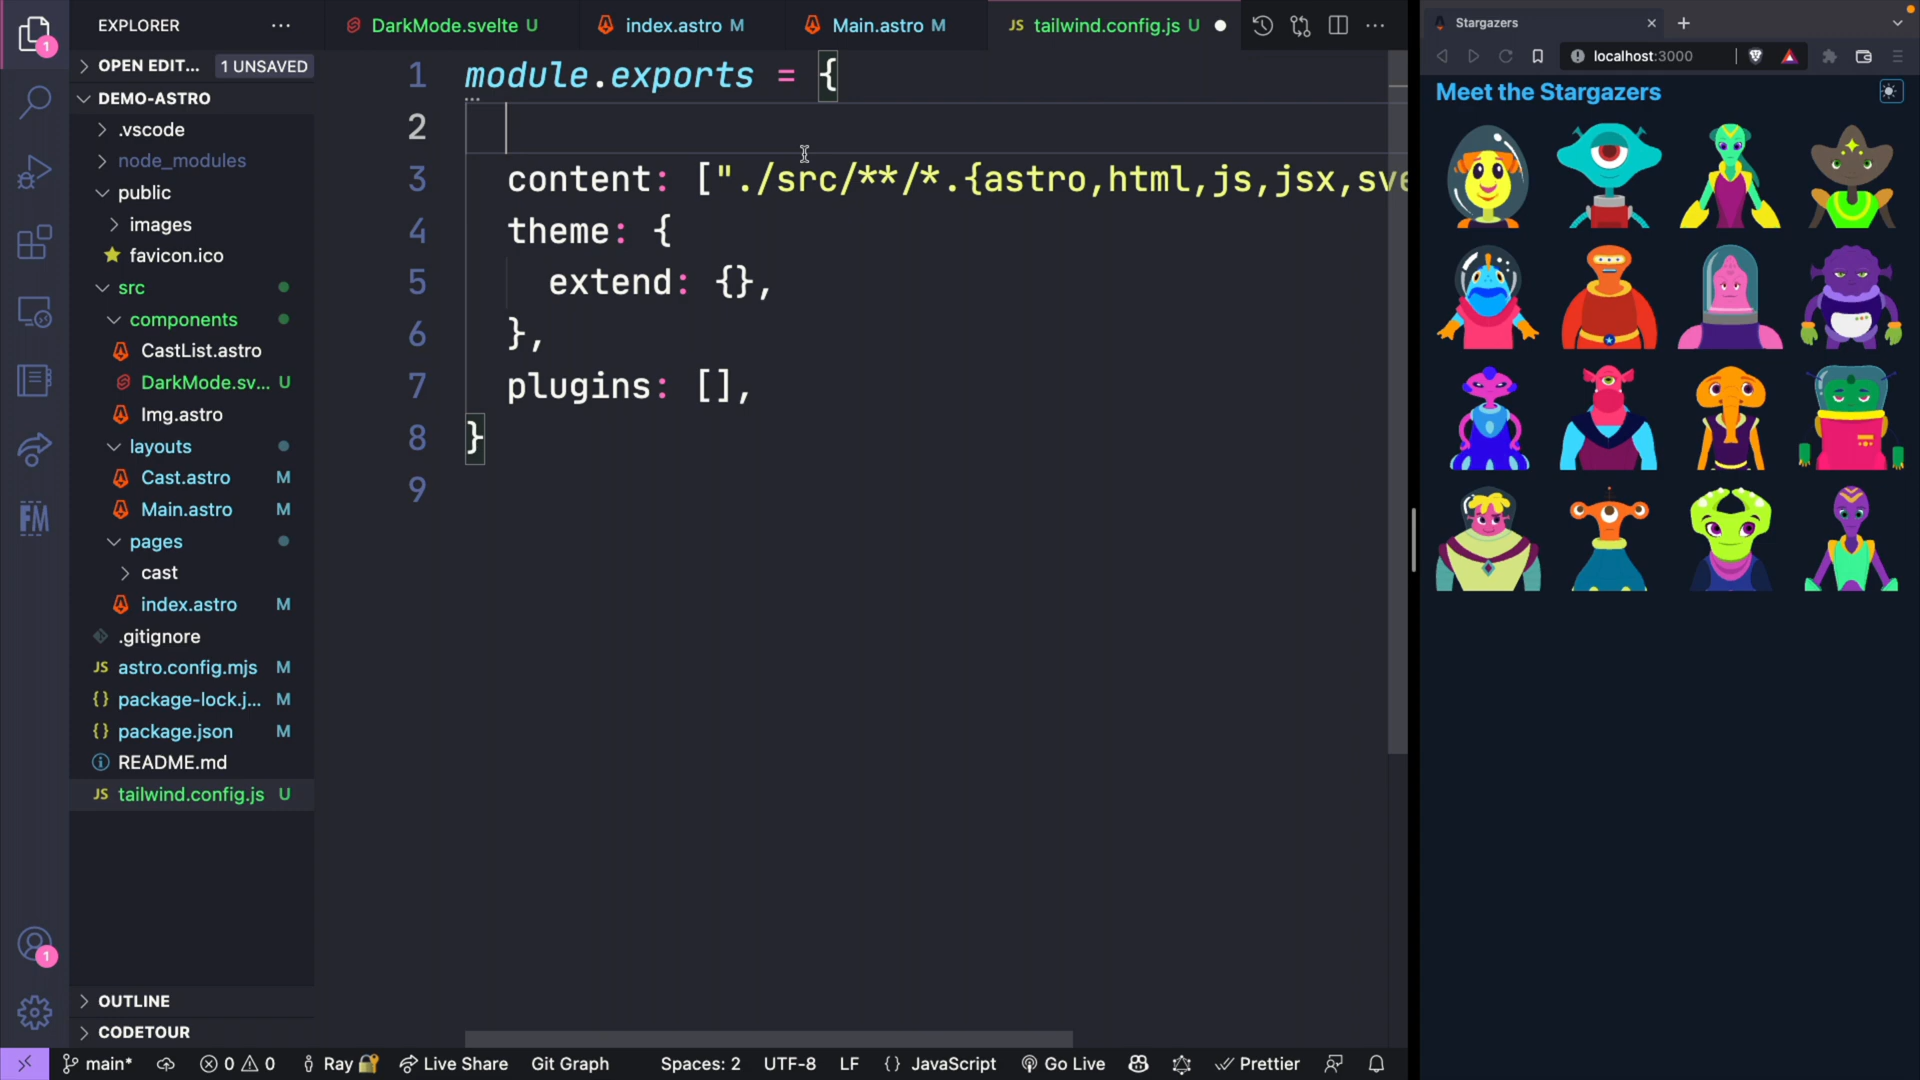 EXPLORER
OPEN EDIT... 1 UNSAVED
DEMO-ASTRO
.vscode
node_modules
public
images
favicon.ico
src
components
CastList.astro
DarkMode.sv... U
Img.astro
layouts
Cast.astro M
Main.astro M
pages
cast
index.astro M
.gitignore
JS astro.config.mjs M
{} package-lock.j... M
{} package.json M
README.md
JS tailwind.config.js U
OUTLINE
CODETOUR
1
FM
1
DarkMode.svelte U
index.astro M
Main.astro M
JS tailwind.config.js U
1 module.exports = {
2
3 content: ["./src/**/*.{astro,html,js,jsx,sve
4 theme: {
5 extend: {},
6 },
7 plugins: [],
8 }
9
main* 0 0 Ray Live Share Git Graph Spaces: 2 UTF-8 LF {} JavaScript Go Live Prettier
Stargazers
localhost:3000
Meet the Stargazers